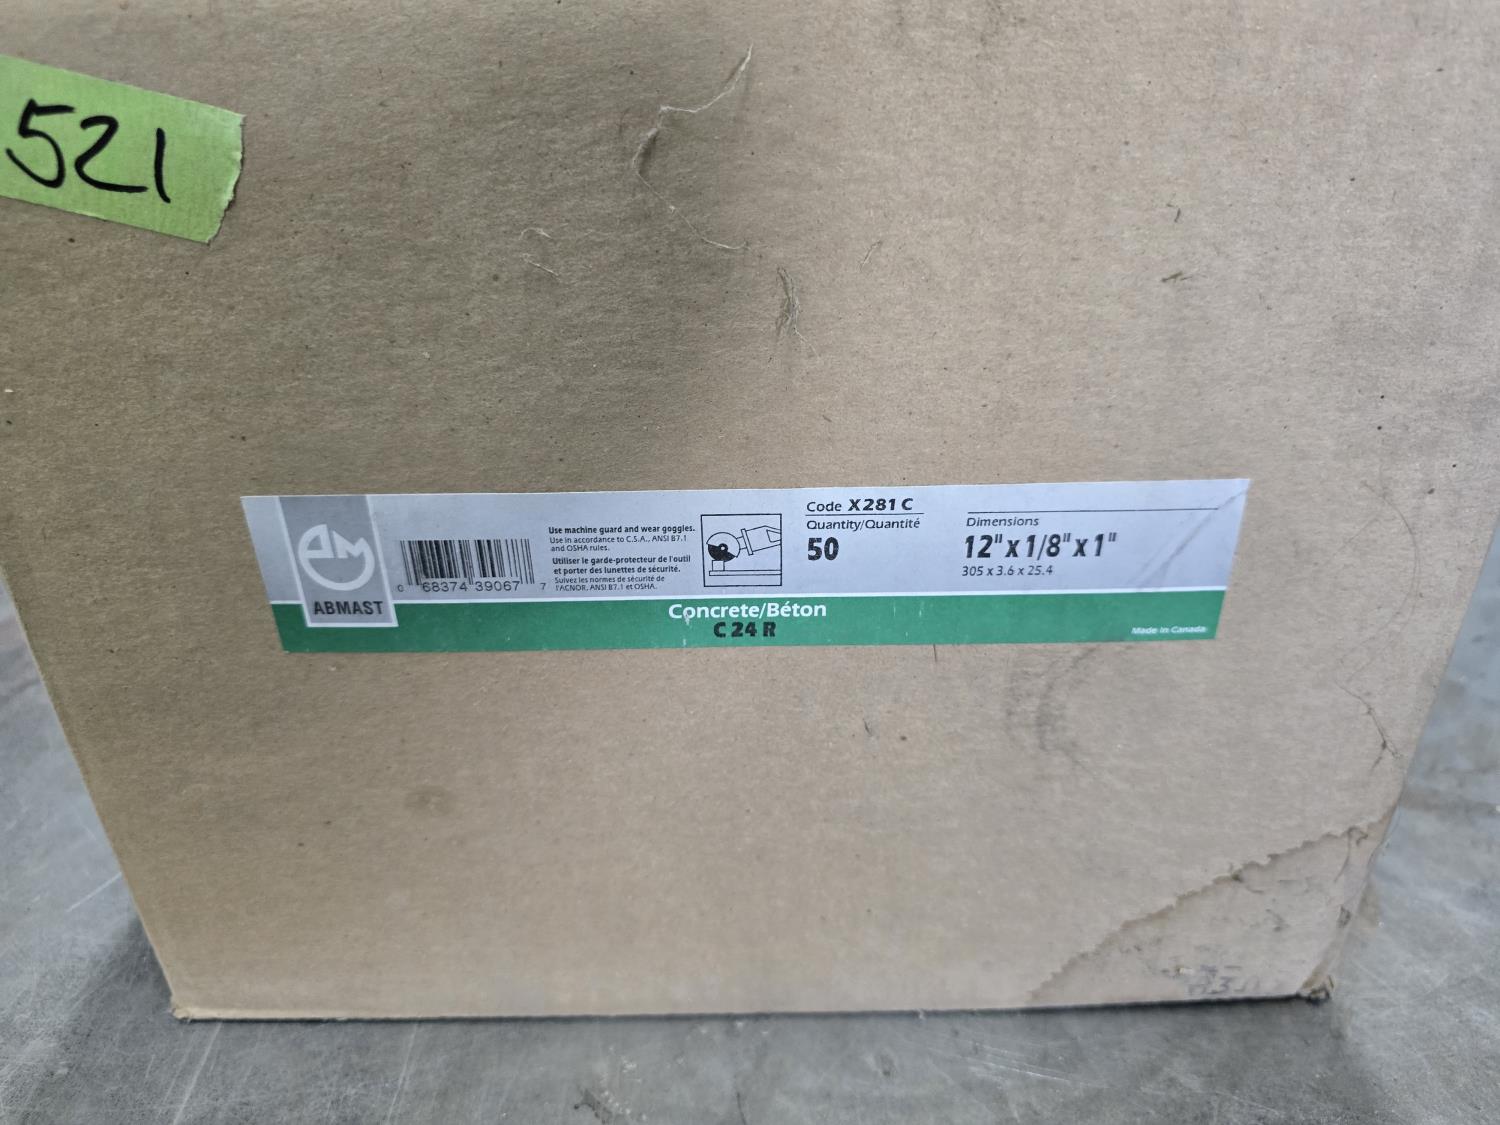 521
AM
ABMAST
0 68374 39067 7
Use machine guard and wear goggles.
Use in accordance to C.S.A., ANSI B7.1
and OSHA rules.
Utiliser le garde-protecteur de l'outil
et porter des lunettes de sécurité.
Suivez les normes de sécurité de
l'ACNOR, ANSI B7.1 et OSHA.
Code X281 C
Quantity/Quantité
50
Dimensions
12" x 1/8" x 1"
305 x 3.6 x 25.4
Concrete/Béton
C 24 R
Made in Canada